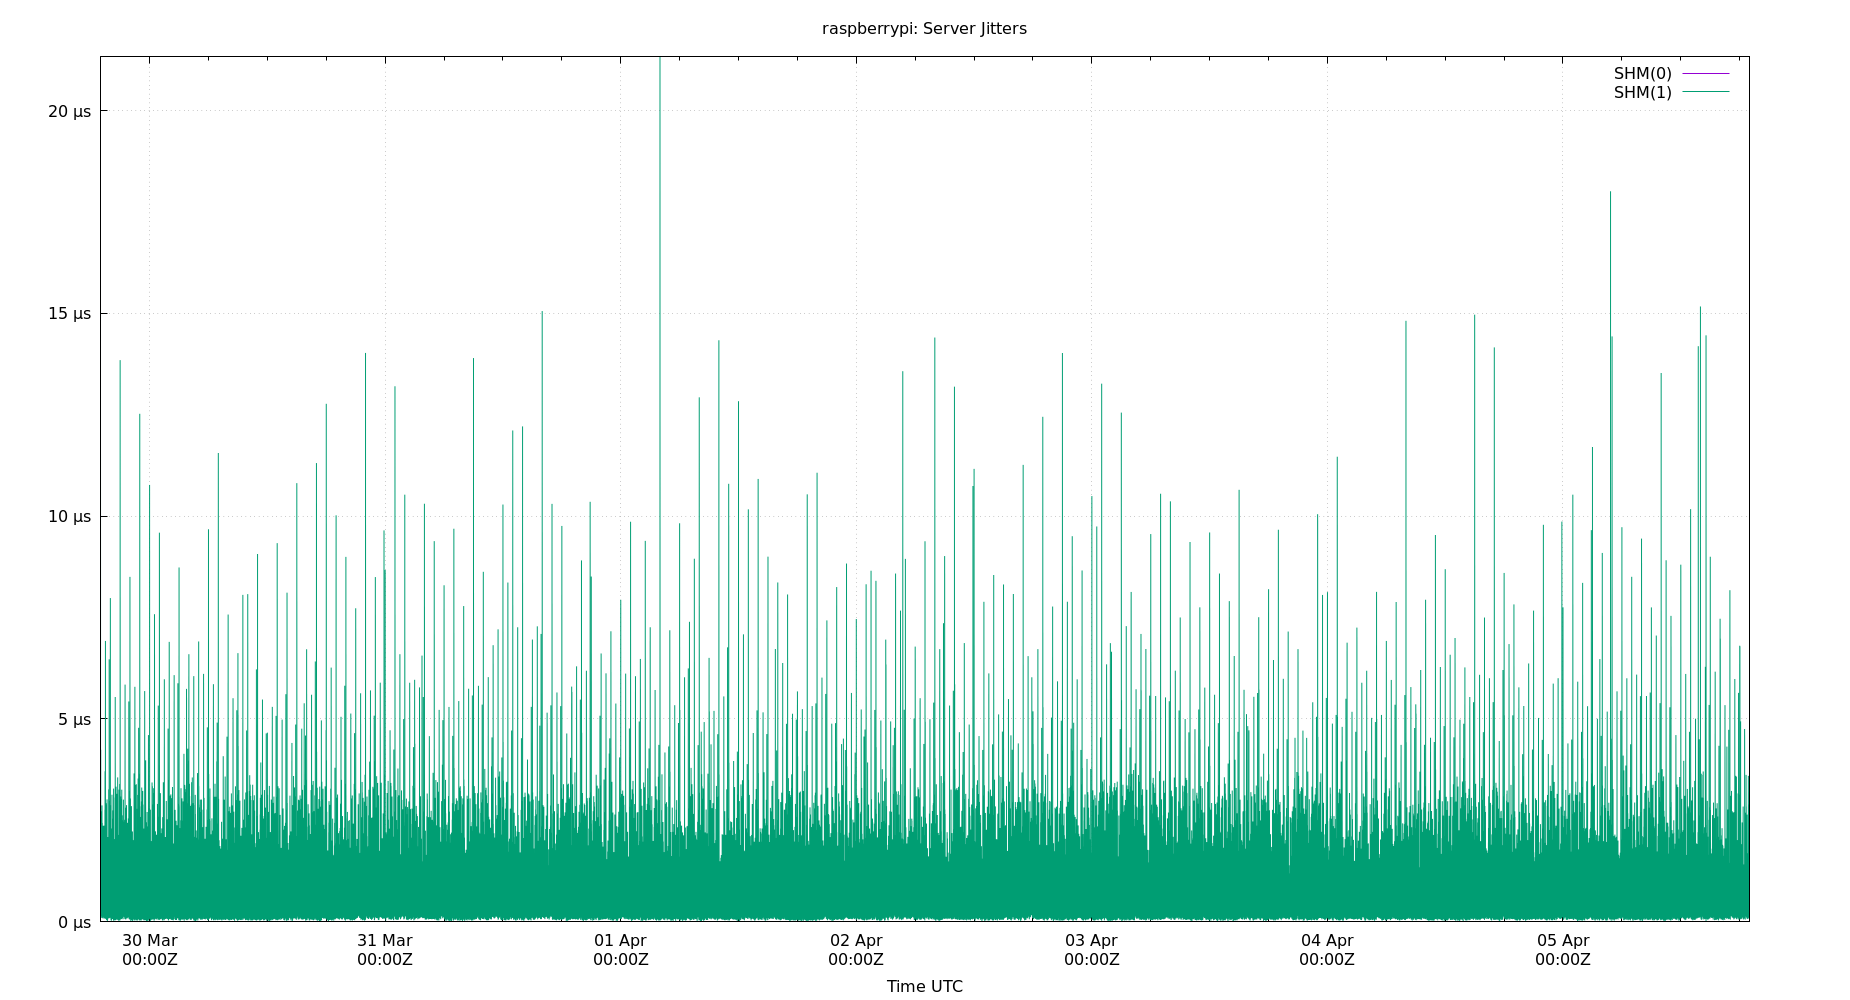 raspberrypi: Server Jitters
SHM(0)
SHM(1)
20 µs
15 µs
10 µs
5 µs
0 µs
30 Mar 31 Mar 01 Apr 02 Apr 03 Apr 04 Apr 05 Apr
00:00Z 00:00Z 00:00Z 00:00Z 00:00Z 00:00Z 00:00Z
Time UTC